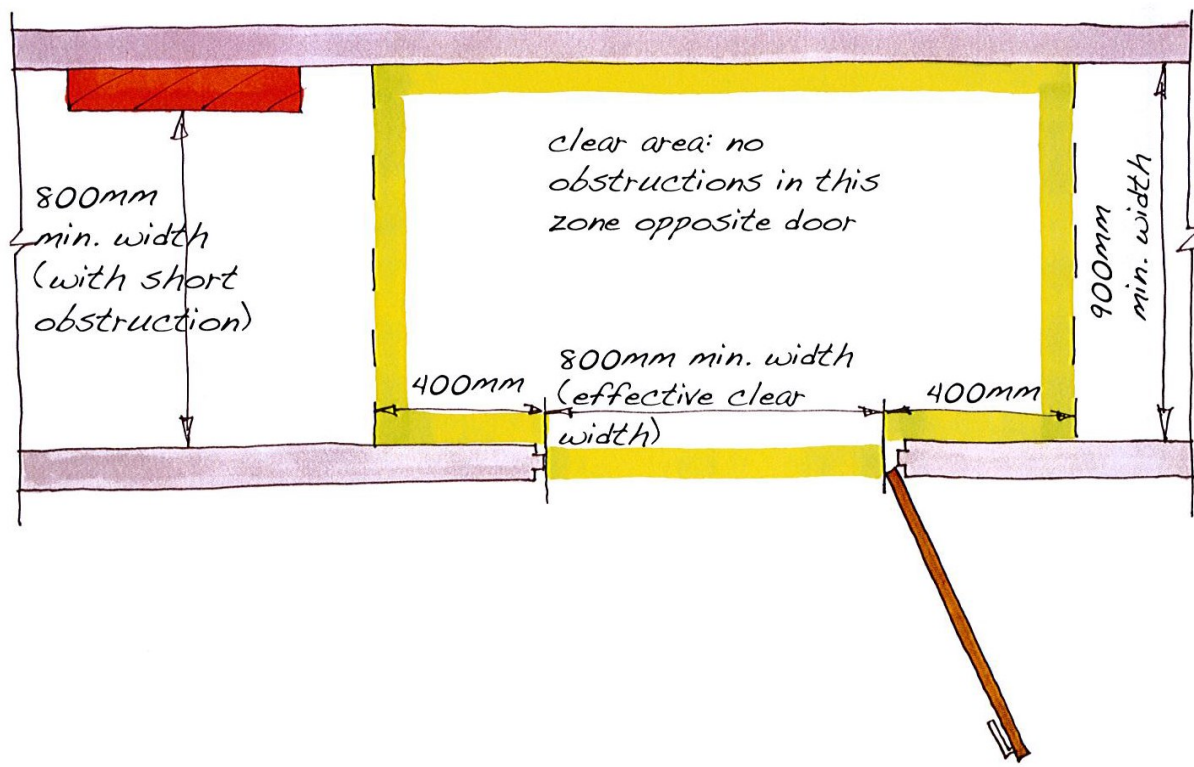 800mm
min. width
(with short
obstruction)
clear area: no
obstructions in this
zone opposite door
400mm
800mm min. width
(effective clear
width)
400mm
900mm
min. width